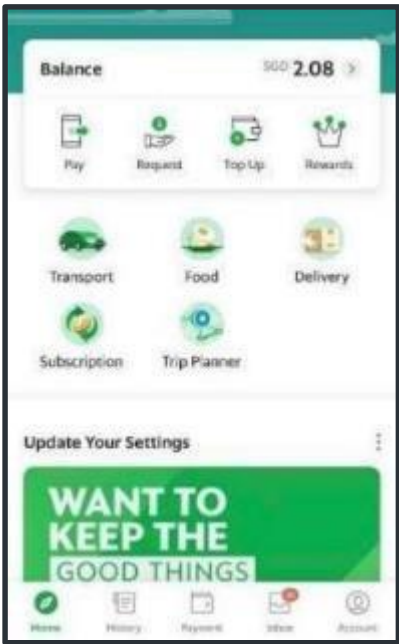 Balance SGD 2.08 >
Pay Request Top Up Rewards
Transport Food Delivery
Subscription Trip Planner
Update Your Settings
WANT TO
KEEP THE
GOOD THINGS
Home History Payment Inbox Account